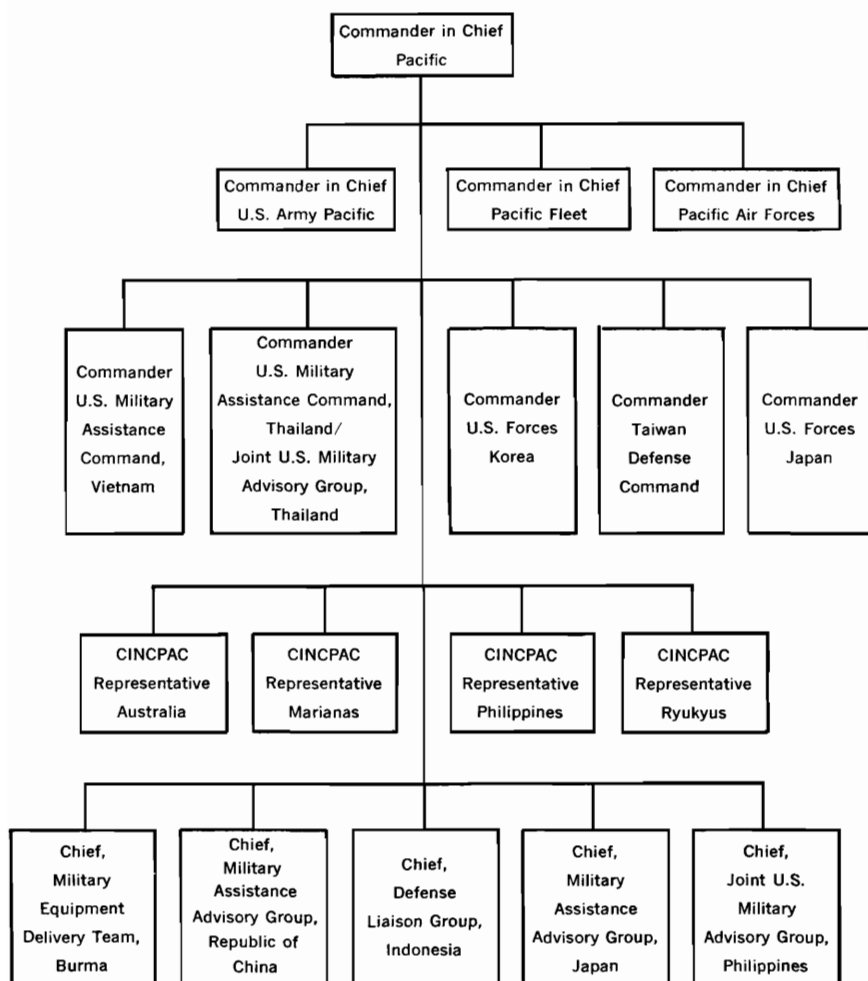 Commander in Chief
Pacific
Commander in Chief
U.S. Army Pacific
Commander in Chief
Pacific Fleet
Commander in Chief
Pacific Air Forces
Commander
U.S. Military
Assistance
Command,
Vietnam
Commander
U.S. Military
Assistance Command,
Thailand/
Joint U.S. Military
Advisory Group,
Thailand
Commander
U.S. Forces
Korea
Commander
Taiwan
Defense
Command
Commander
U.S. Forces
Japan
CINCPAC
Representative
Australia
CINCPAC
Representative
Marianas
CINCPAC
Representative
Philippines
CINCPAC
Representative
Ryukyus
Chief,
Military
Equipment
Delivery Team,
Burma
Chief,
Military
Assistance
Advisory Group,
Republic of
China
Chief,
Defense
Liaison Group,
Indonesia
Chief,
Military
Assistance
Advisory Group,
Japan
Chief,
Joint U.S.
Military
Advisory Group,
Philippines